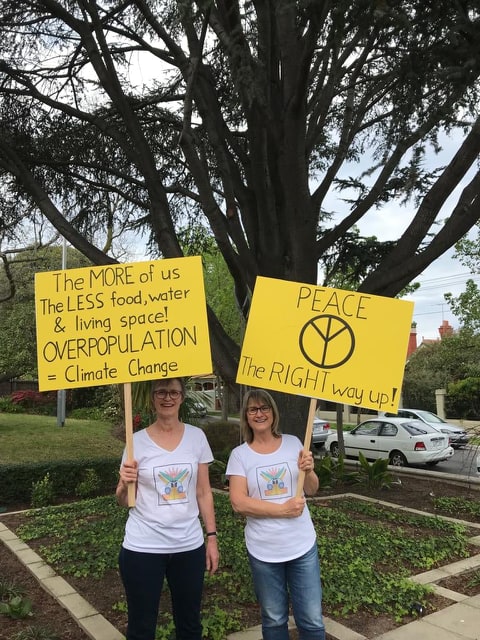 The MORE of us
The LESS food, water
& living space!
OVERPOPULATION
= Climate Change
PEACE
The RIGHT way up!